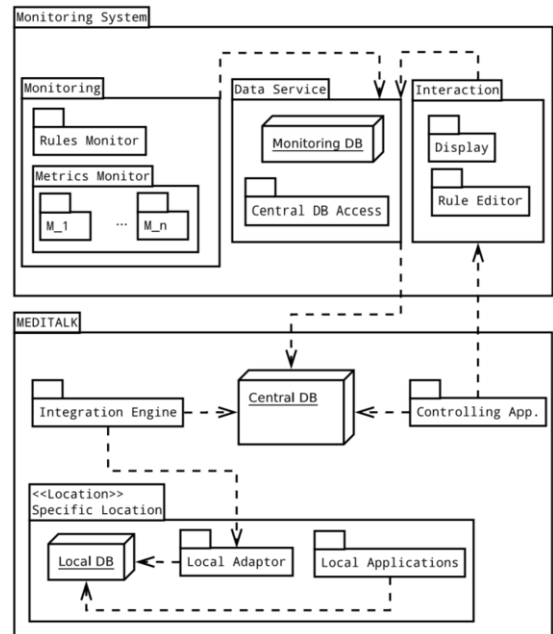 Monitoring System
Monitoring
Data Service
Interaction
Rules Monitor
Monitoring DB
Display
Metrics Monitor
M_1
...
M_n
Central DB Access
Rule Editor
MEDITALK
Integration Engine
Central DB
Controlling App.
<<Location>>
Specific Location
Local DB
Local Adaptor
Local Applications